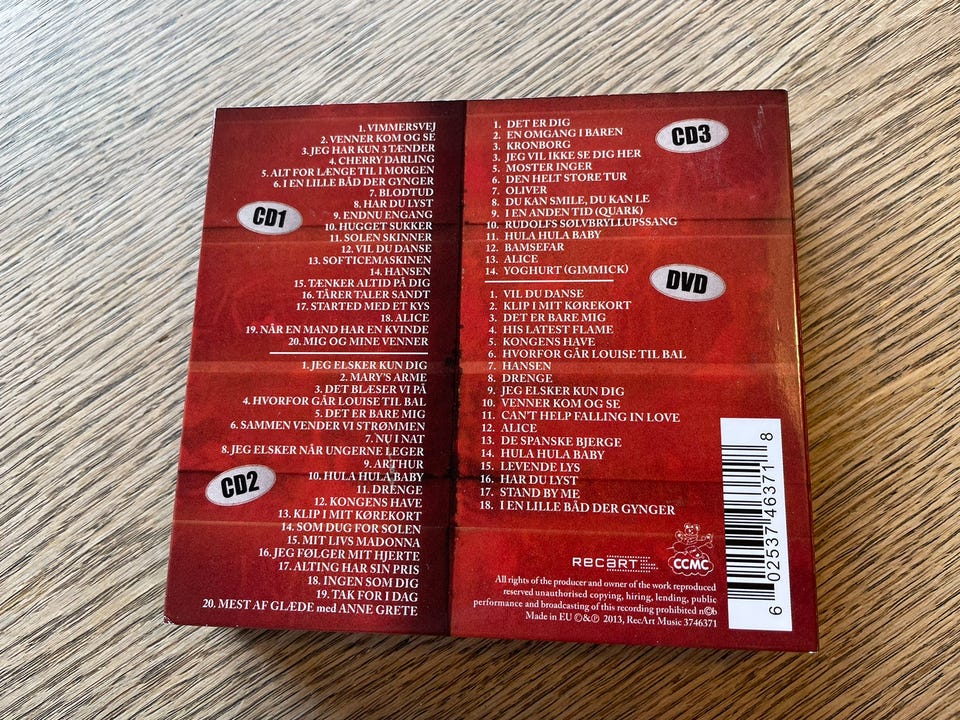 CD1
1. VIMMERSVEJ
2. VENNER KOM OG SE
3. JEG HAR KUN 3 TÆNDER
4. CHERRY DARLING
5. ALT FOR LÆNGE TIL I MORGEN
6. I EN LILLE BÅD DER GYNGER
7. BLODTUD
8. HAR DU LYST
9. ENDNU ENGANG
10. HUGGET SUKKER
11. SOLEN SKINNER
12. VIL DU DANSE
13. SOFTICEMASKINEN
14. HANSEN
15. TÆNKER ALTID PÅ DIG
16. TÅRER TALER SANDT
17. STARTED MED ET KYS
18. ALICE
19. NÅR EN MAND HAR EN KVINDE
20. MIG OG MINE VENNER
CD2
1. JEG ELSKER KUN DIG
2. MARY'S ARME
3. DET BLÆSER VI PÅ
4. HVORFOR GÅR LOUISE TIL BAL
5. DET ER BARE MIG
6. SAMMEN VENDER VI STRØMMEN
7. NU I NAT
8. JEG ELSKER NÅR UNGERNE LEGER
9. ARTHUR
10. HULA HULA BABY
11. DRENGE
12. KONGENS HAVE
13. KLIP I MIT KØREKORT
14. SOM DUG FOR SOLEN
15. MIT LIVS MADONNA
16. JEG FØLGER MIT HJERTE
17. ALTING HAR SIN PRIS
18. INGEN SOM DIG
19. TAK FOR I DAG
20. MEST AF GLÆDE med ANNE GRETE
CD3
1. DET ER DIG
2. EN OMGANG I BAREN
3. KRONBORG
3. JEG VIL IKKE SE DIG HER
5. MOSTER INGER
6. DEN HELT STORE TUR
7. OLIVER
8. DU KAN SMILE, DU KAN LE
9. I EN ANDEN TID (QUARK)
10. RUDOLFS SØLVBRYLLUPSSANG
11. HULA HULA BABY
12. BAMSEFAR
13. ALICE
14. YOGHURT (GIMMICK)
DVD
1. VIL DU DANSE
2. KLIP I MIT KØREKORT
3. DET ER BARE MIG
4. HIS LATEST FLAME
5. KONGENS HAVE
6. HVORFOR GÅR LOUISE TIL BAL
7. HANSEN
8. DRENGE
9. JEG ELSKER KUN DIG
10. VENNER KOM OG SE
11. CAN'T HELP FALLING IN LOVE
12. ALICE
13. DE SPANSKE BJERGE
14. HULA HULA BABY
15. LEVENDE LYS
16. HAR DU LYST
17. STAND BY ME
18. I EN LILLE BÅD DER GYNGER
RECART
CCMC
All rights of the producer and owner of the work reproduced
reserved unauthorised copying, hiring, lending, public
performance and broadcasting of this recording prohibited n©b
Made in EU ©&℗ 2013, RecArt Music 3746371
6 02537 46371 8